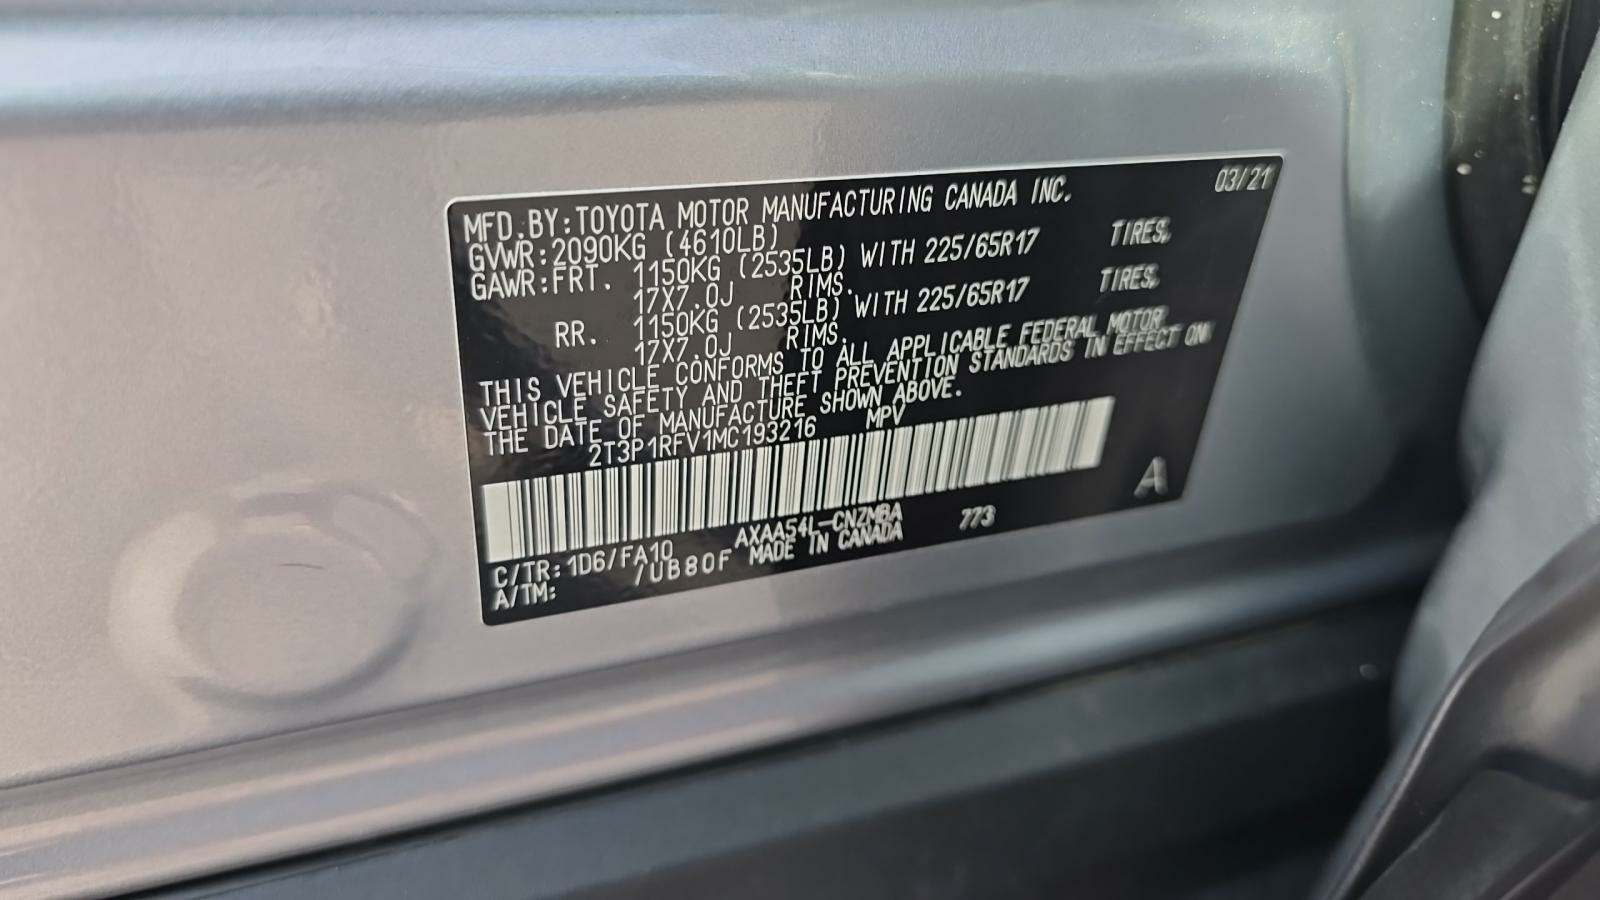 03/21
MFD.BY:TOYOTA MOTOR MANUFACTURING CANADA INC.
GVWR:2090KG (4610LB)
GAWR:FRT. 1150KG (2535LB) WITH 225/65R17 TIRES,
17X7.0J RIMS.
RR. 1150KG (2535LB) WITH 225/65R17 TIRES,
17X7.0J RIMS.
THIS VEHICLE CONFORMS TO ALL APPLICABLE FEDERAL MOTOR
VEHICLE SAFETY AND THEFT PREVENTION STANDARDS IN EFFECT ON
THE DATE OF MANUFACTURE SHOWN ABOVE.
2T3P1RFV1MC193216 MPV
A
C/TR:1D6/FA10 AXAA54L-CNZMBA 773
A/TM: /UB80F MADE IN CANADA